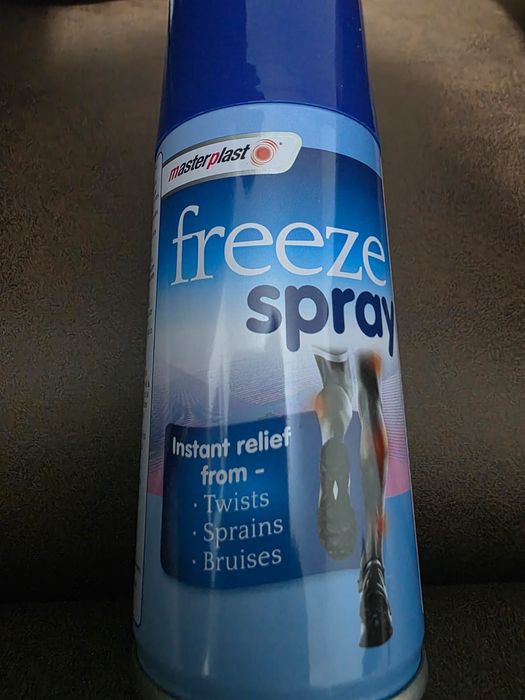 masterplast
freeze
spray
Instant relief
from –
· Twists
· Sprains
· Bruises